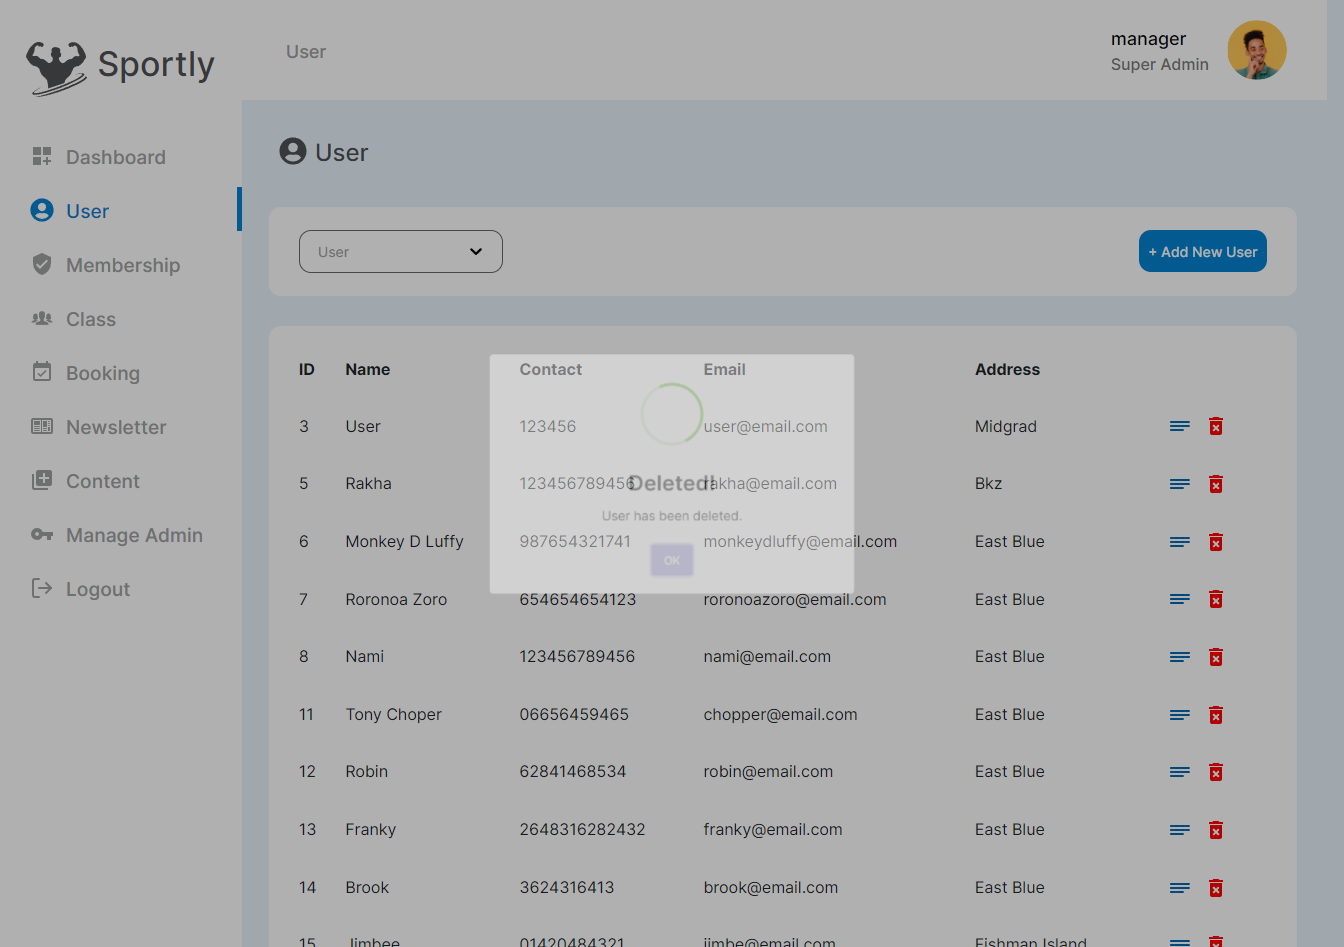 Sportly
User
manager
Super Admin
Dashboard
User
Membership
Class
Booking
Newsletter
Content
Manage Admin
Logout
User
User
+ Add New User
ID Name Contact Email Address
3 User 123456 user@email.com Midgrad
5 Rakha 123456789456 rakha@email.com Bkz
6 Monkey D Luffy 987654321741 monkeydluffy@email.com East Blue
7 Roronoa Zoro 654654654123 roronoazoro@email.com East Blue
8 Nami 123456789456 nami@email.com East Blue
11 Tony Choper 06656459465 chopper@email.com East Blue
12 Robin 62841468534 robin@email.com East Blue
13 Franky 2648316282432 franky@email.com East Blue
14 Brook 3624316413 brook@email.com East Blue
15 Jimbee 01420484321 jimbe@email.com Fishman Island
Deleted!
User has been deleted.
OK